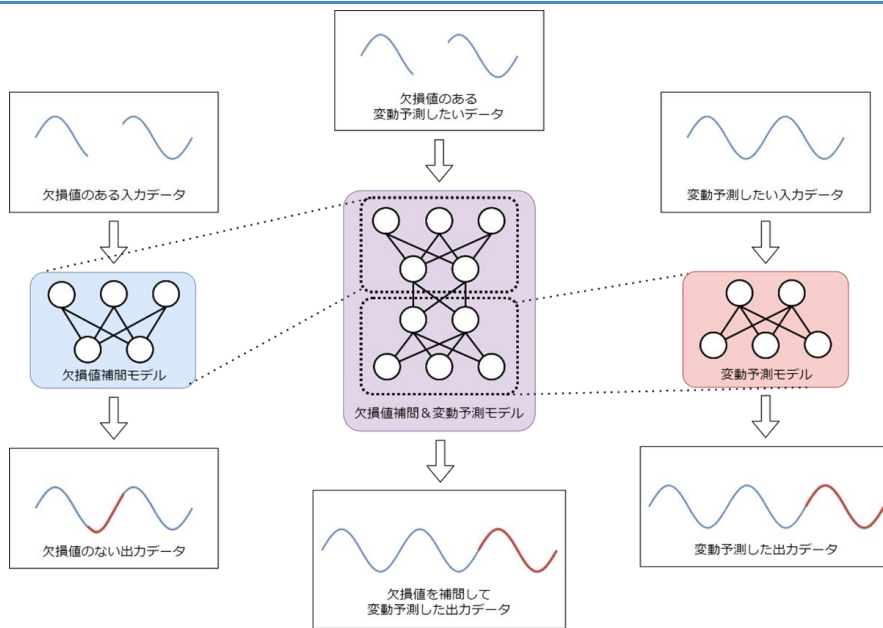 欠損値のある
変動予測したいデータ
欠損値のある入力データ
変動予測したい入力データ
欠損値補間モデル
変動予測モデル
欠損値補間＆変動予測モデル
欠損値のない出力データ
変動予測した出力データ
欠損値を補間して
変動予測した出力データ